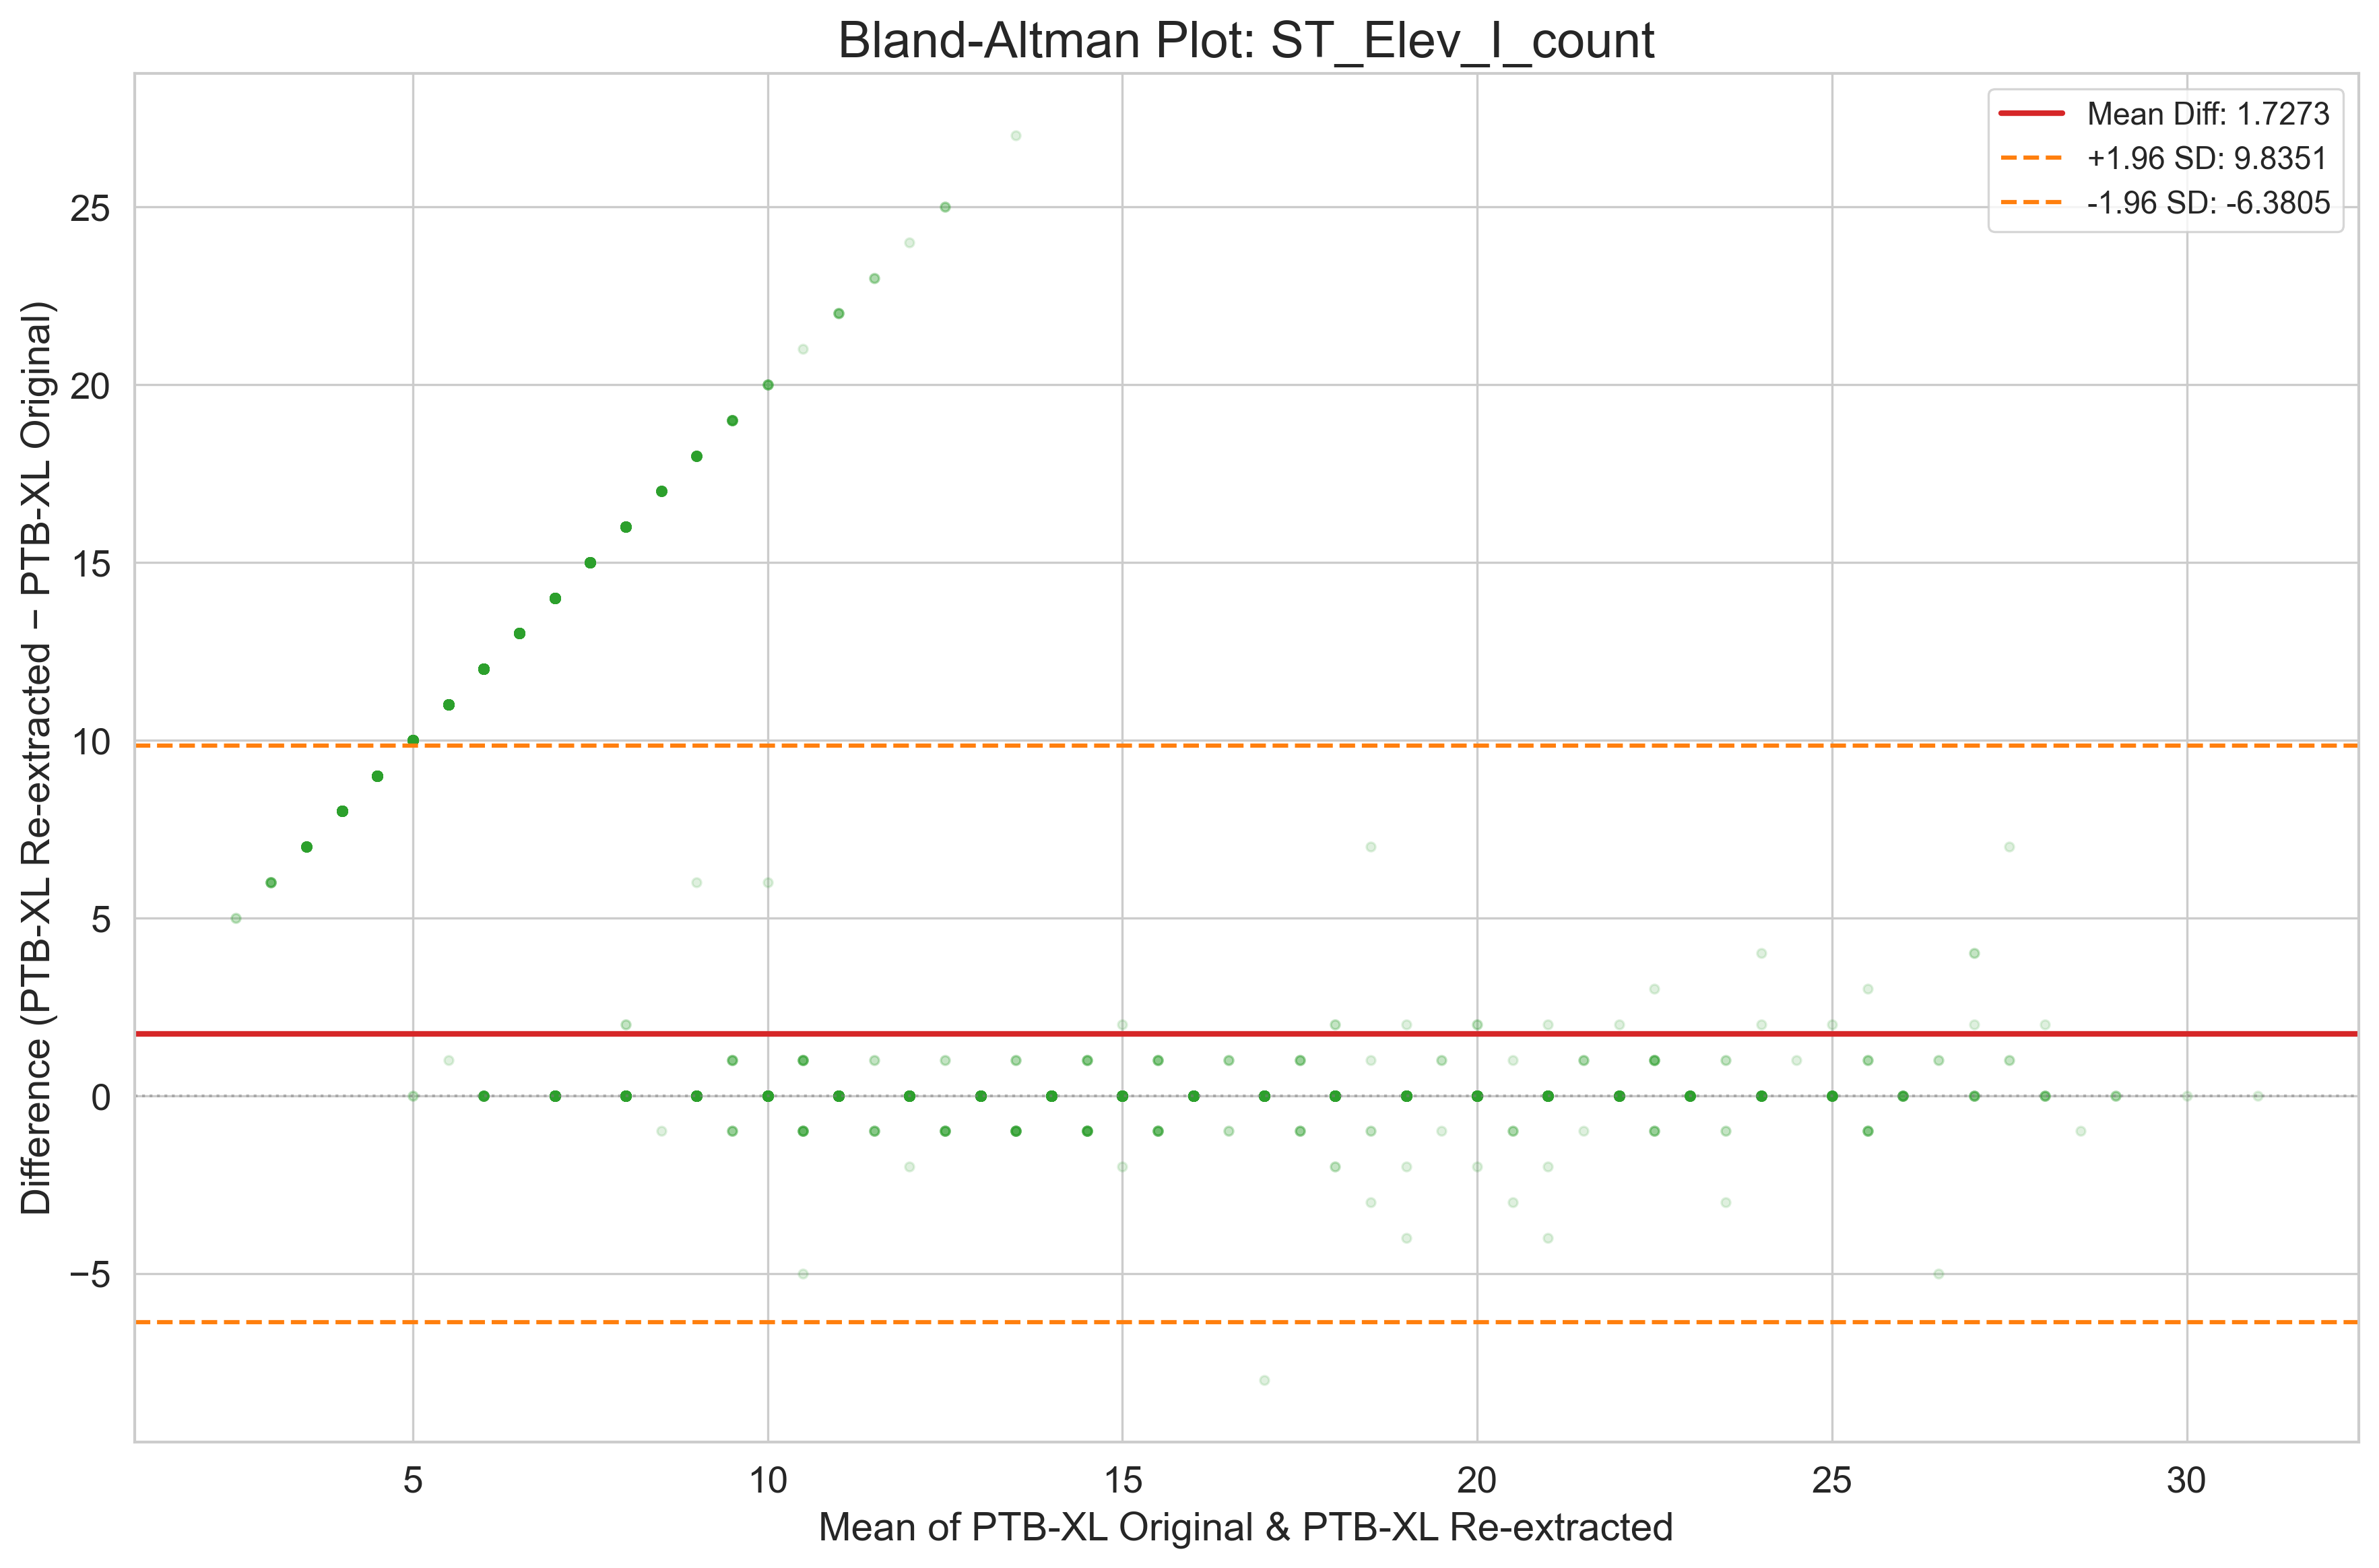 Bland-Altman Plot: ST_Elev_I_count
Mean Diff: 1.7273
+1.96 SD: 9.8351
-1.96 SD: -6.3805
Difference (PTB-XL Re-extracted − PTB-XL Original)
25
20
15
10
5
0
−5
5
10
15
20
25
30
Mean of PTB-XL Original & PTB-XL Re-extracted